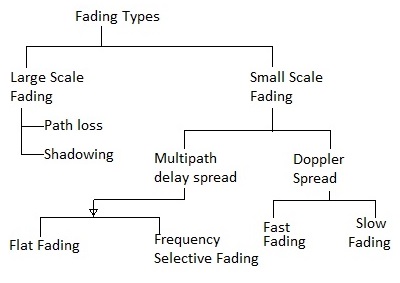 Fading Types
Large Scale
Fading
Path loss
Shadowing
Small Scale
Fading
Multipath
delay spread
Flat Fading
Frequency
Selective Fading
Doppler
Spread
Fast
Fading
Slow
Fading